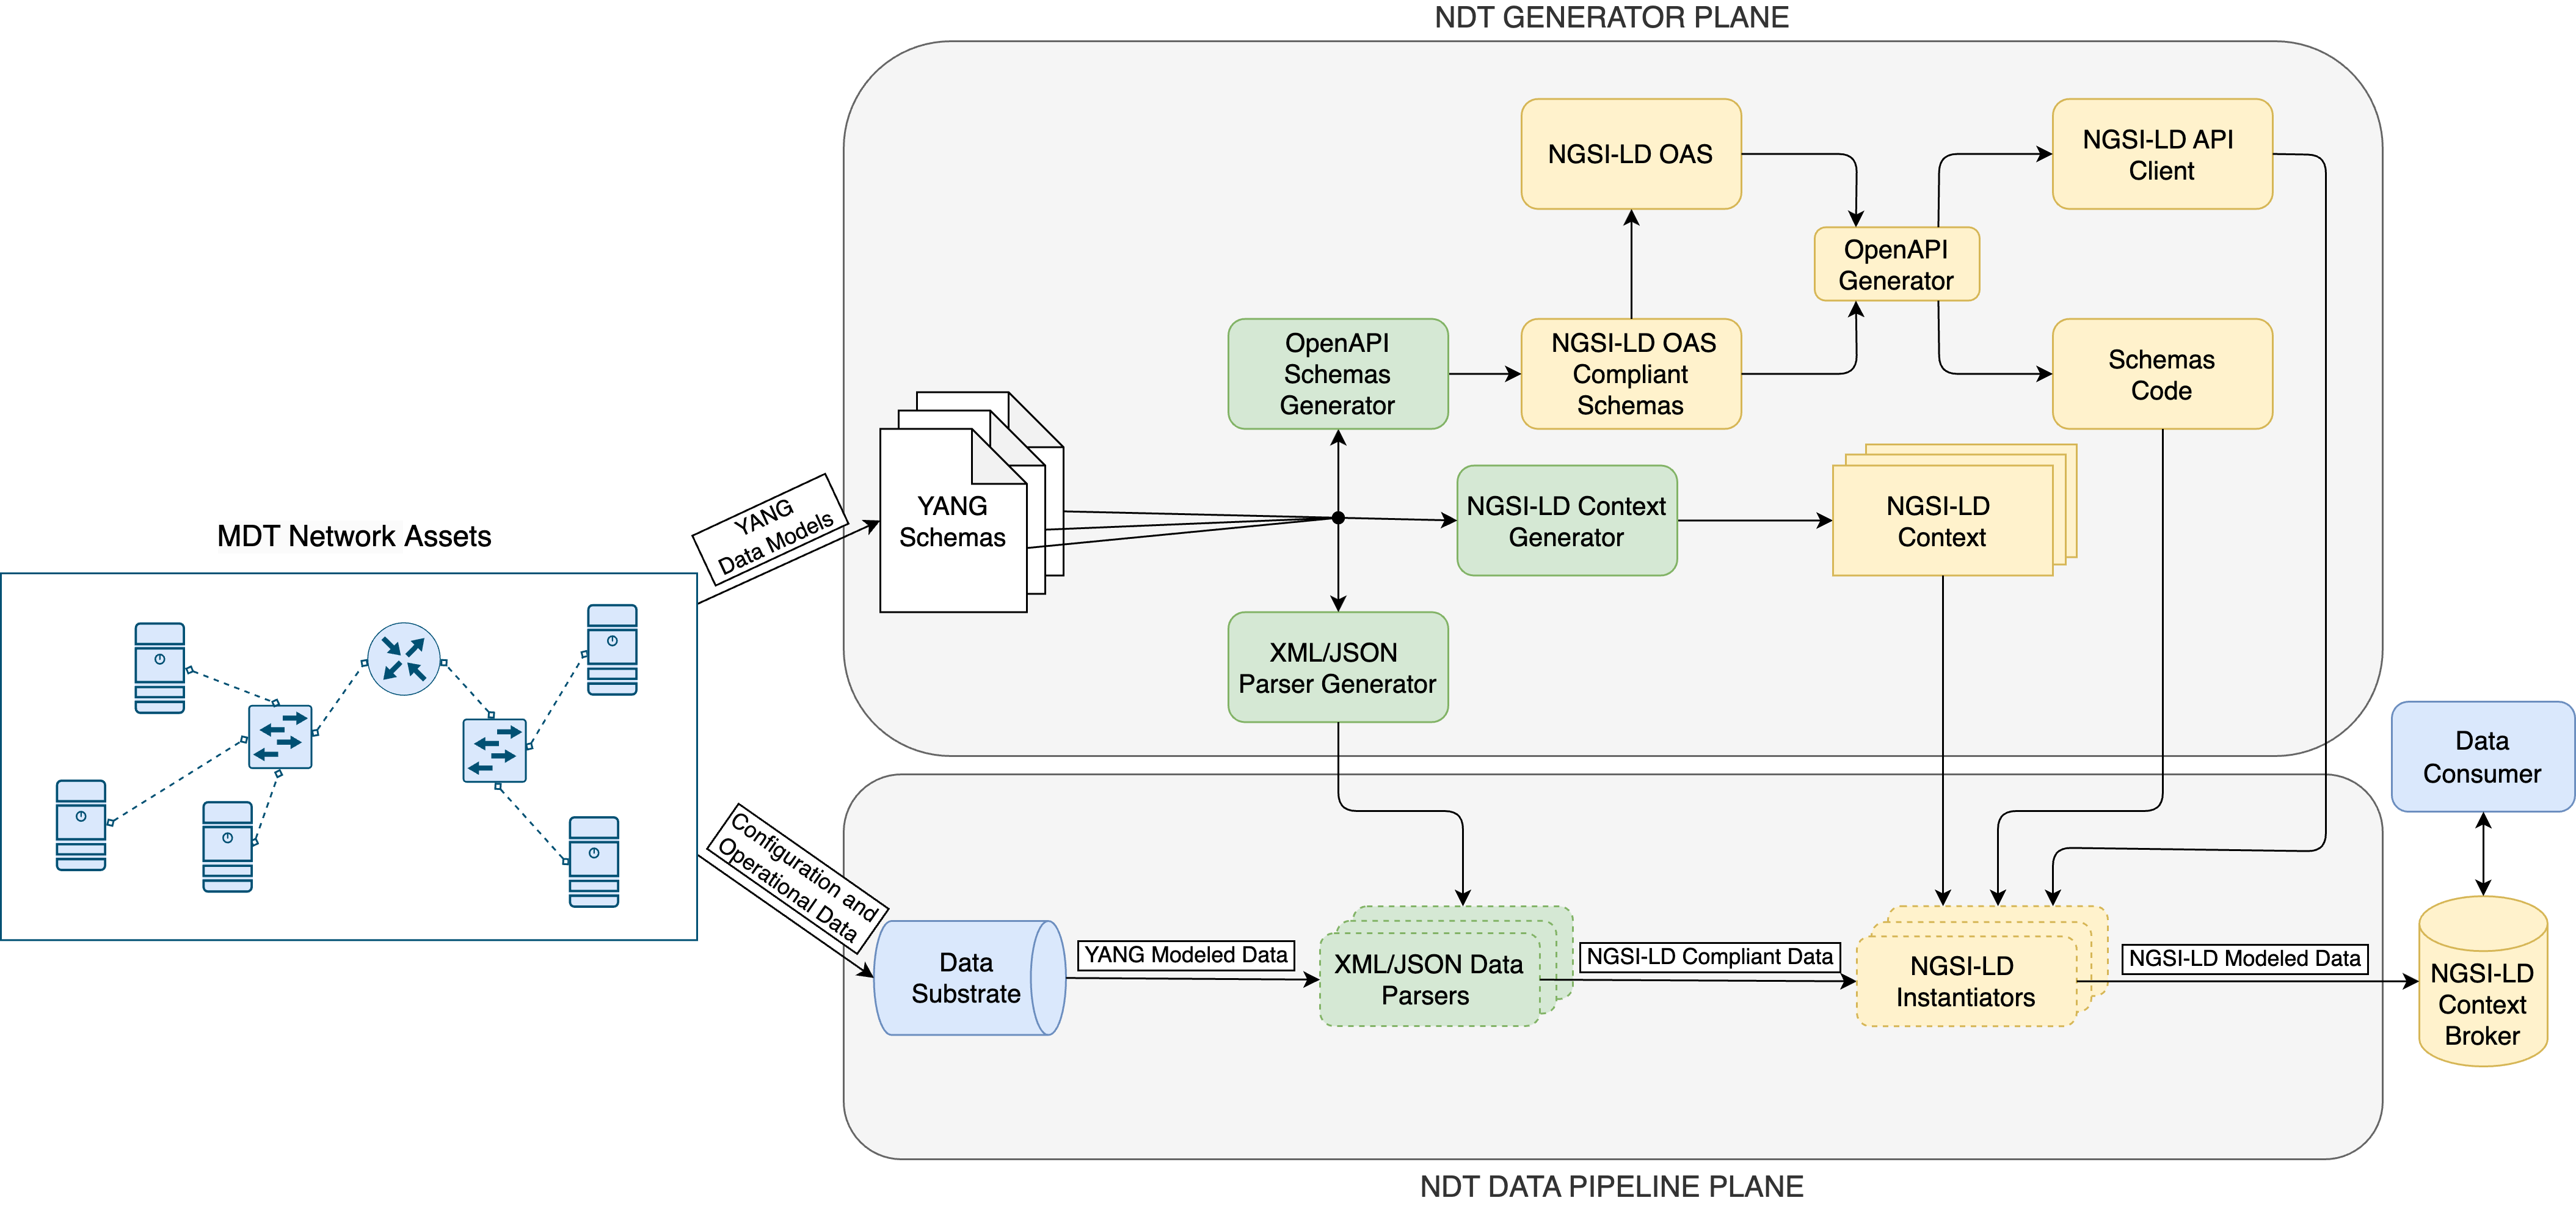 NDT GENERATOR PLANE
NGSI-LD OAS
NGSI-LD API
Client
OpenAPI
Generator
OpenAPI
Schemas
Generator
NGSI-LD OAS
Compliant
Schemas
Schemas
Code
YANG
Data Models
YANG
Schemas
NGSI-LD Context
Generator
NGSI-LD
Context
MDT Network Assets
XML/JSON
Parser Generator
Data
Consumer
Configuration and
Operational Data
Data
Substrate
YANG Modeled Data
XML/JSON Data
Parsers
NGSI-LD Compliant Data
NGSI-LD
Instantiators
NGSI-LD Modeled Data
NGSI-LD
Context
Broker
NDT DATA PIPELINE PLANE